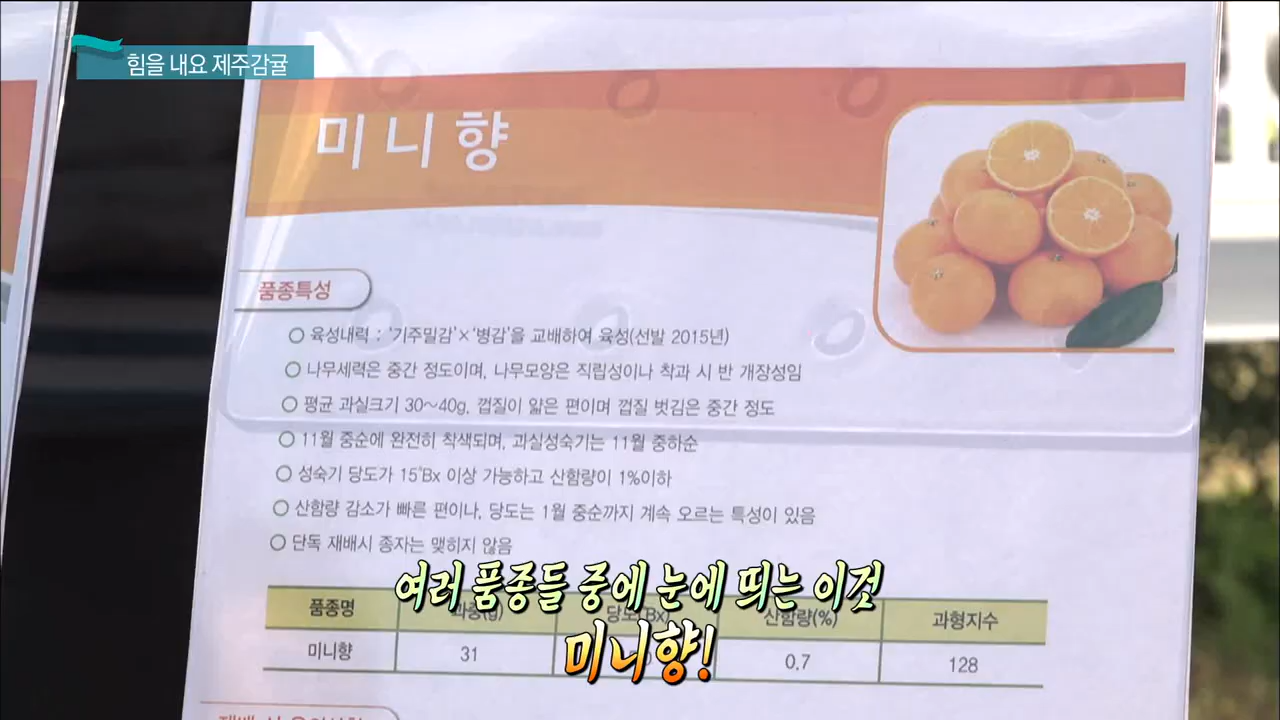 힘을 내요 제주감귤
미니향
품종특성
○ 육성내력 : '기주밀감'×'병감'을 교배하여 육성(선발 2015년)
○ 나무세력은 중간 정도이며, 나무모양은 직립성이나 착과 시 반 개장성임
○ 평균 과실크기 30~40g, 껍질이 얇은 편이며 껍질 벗김은 중간 정도
○ 11월 중순에 완전히 착색되며, 과실성숙기는 11월 중하순
○ 성숙기 당도가 15°Bx 이상 가능하고 산함량이 1%이하
○ 산함량 감소가 빠른 편이나, 당도는 1월 중순까지 계속 오르는 특성이 있음
○ 단독 재배시 종자는 맺히지 않음
여러 품종들 중에 눈에 띄는 이것
품종명 과중(g) 당도(°Bx) 산함량(%) 과형지수
미니향!
미니향 31 0.7 128